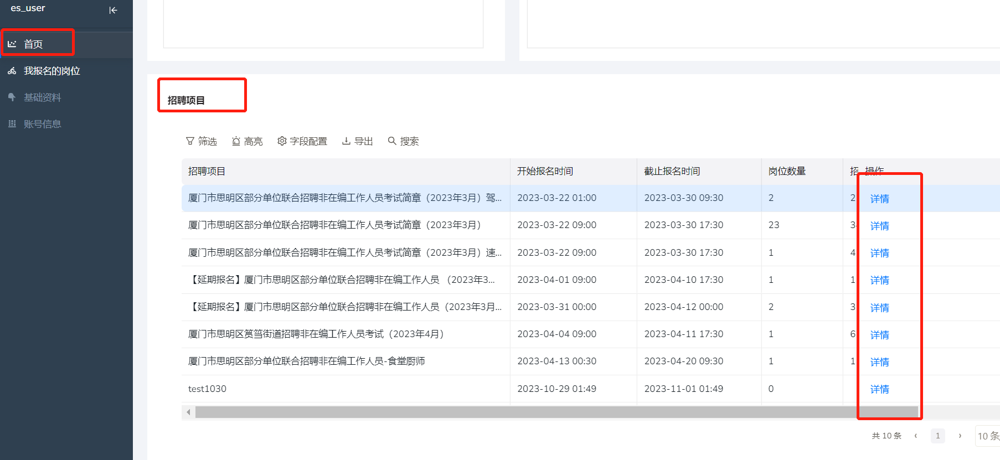 es_user
首页
我报名的岗位
基础资料
账号信息
招聘项目
筛选 高亮 字段配置 导出 搜索
招聘项目 开始报名时间 截止报名时间 岗位数量 招 操作
厦门市思明区部分单位联合招聘非在编工作人员考试简章（2023年3月）驾... 2023-03-22 01:00 2023-03-30 09:30 2 2 详情
厦门市思明区部分单位联合招聘非在编工作人员考试简章（2023年3月） 2023-03-22 09:00 2023-03-30 17:30 23 3 详情
厦门市思明区部分单位联合招聘非在编工作人员考试简章（2023年3月）速... 2023-03-22 09:00 2023-03-30 17:30 1 4 详情
【延期报名】厦门市思明区部分单位联合招聘非在编工作人员 （2023年3... 2023-04-01 09:00 2023-04-10 17:30 1 1 详情
【延期报名】厦门市思明区部分单位联合招聘非在编工作人员（2023年3月... 2023-03-31 00:00 2023-04-12 00:00 2 3 详情
厦门市思明区筼筜街道招聘非在编工作人员考试（2023年4月） 2023-04-04 09:00 2023-04-11 17:30 1 6 详情
厦门市思明区部分单位联合招聘非在编工作人员-食堂厨师 2023-04-13 00:30 2023-04-20 09:30 1 1 详情
test1030 2023-10-29 01:49 2023-11-01 01:49 0 详情
共 10 条 ‹ 1 › 10 条